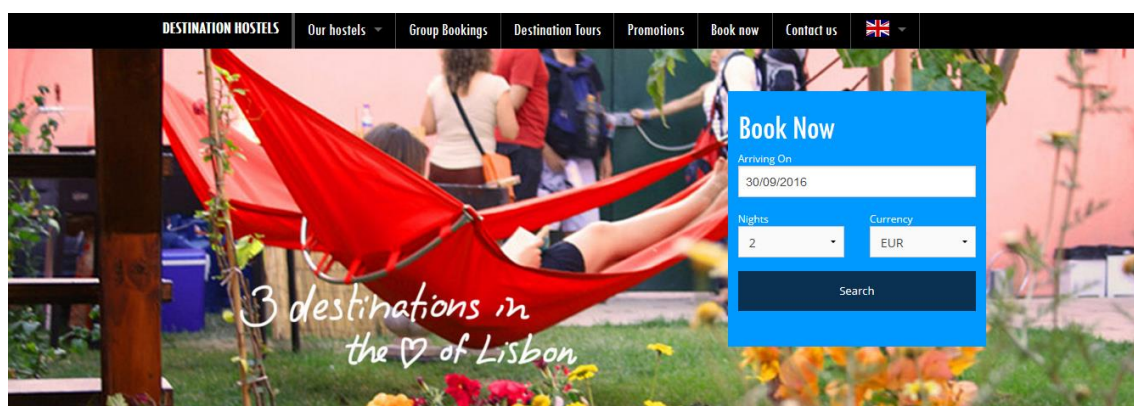 DESTINATION HOSTELS
Our hostels
Group Bookings
Destination Tours
Promotions
Book now
Contact us
3 destinations in
the ♡ of Lisbon
Book Now
Arriving On
30/09/2016
Nights
Currency
2
EUR
Search